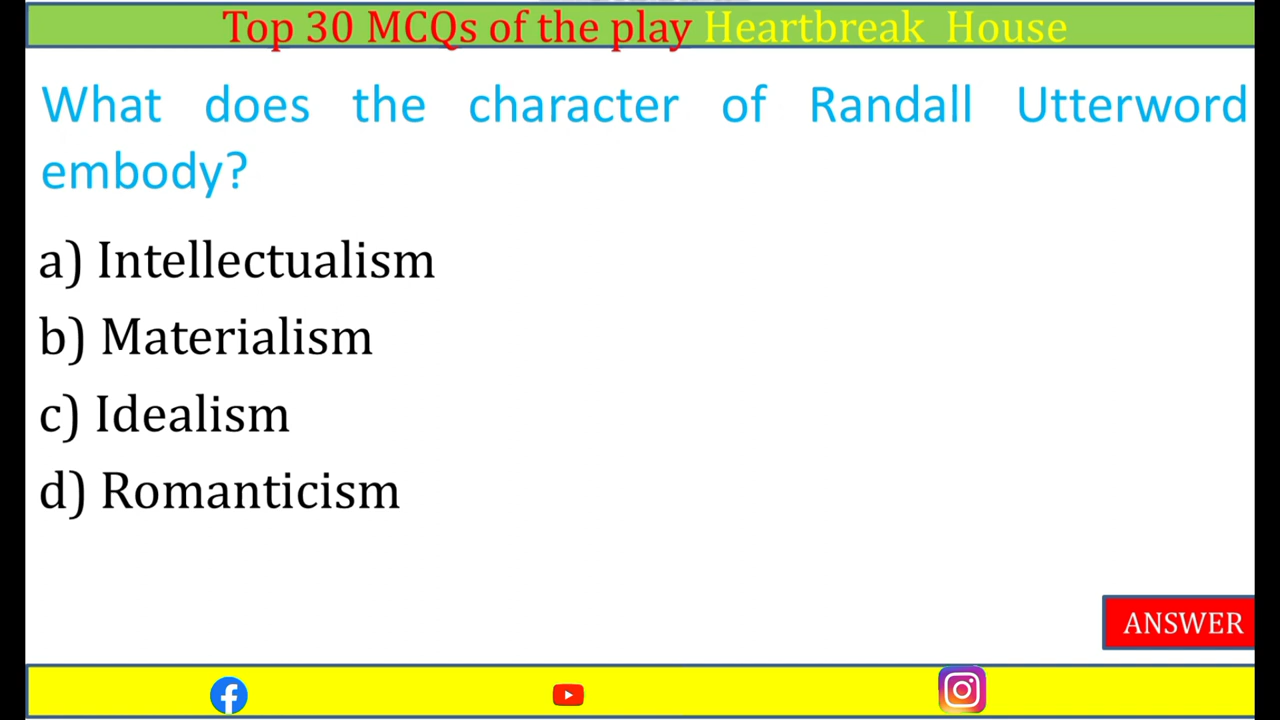 Top 30 MCQs of the play Heartbreak House
What does the character of Randall Utterword
embody?
a) Intellectualism
b) Materialism
c) Idealism
d) Romanticism
ANSWER